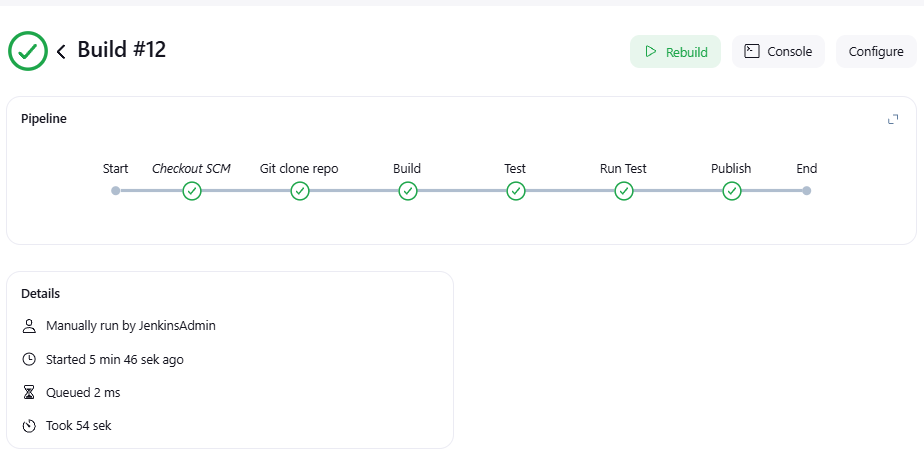 Build #12
Rebuild
Console
Configure
Pipeline
Start
Checkout SCM
Git clone repo
Build
Test
Run Test
Publish
End
Details
Manually run by JenkinsAdmin
Started 5 min 46 sek ago
Queued 2 ms
Took 54 sek